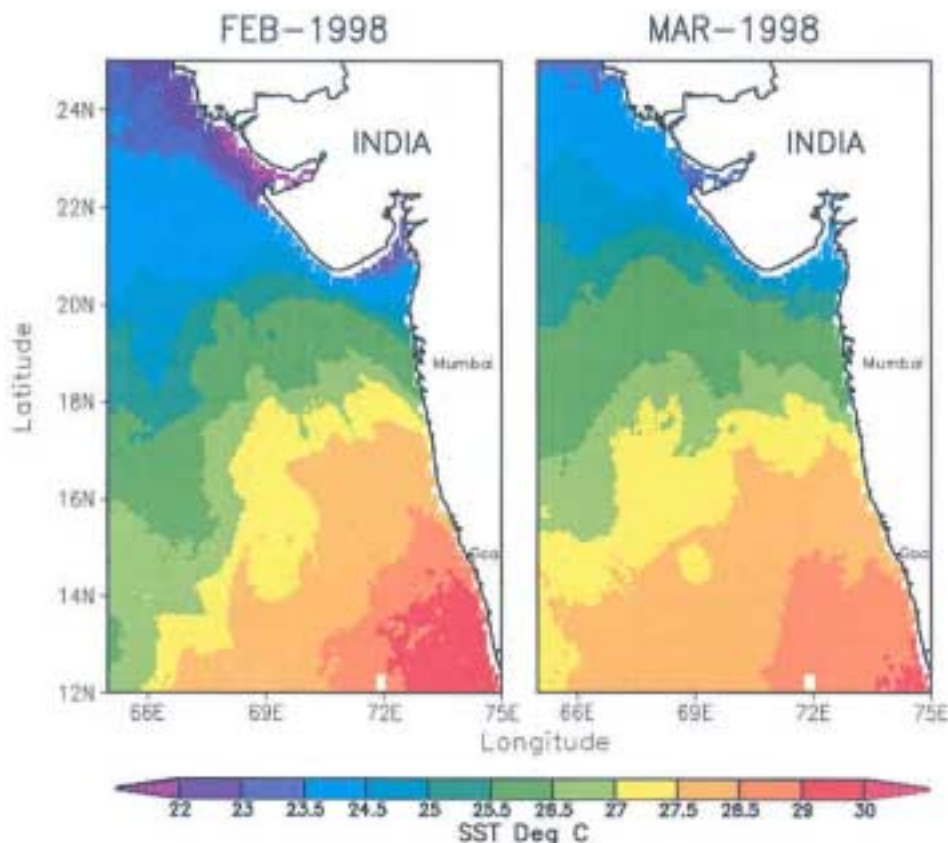 FEB-1998 MAR-1998
24N
INDIA INDIA
22N
20N
Mumbai Mumbai
18N
16N
Goa Goa
14N
12N
66E 69E 72E 75E 66E 69E 72E 75E
Latitude
Longitude
22 23 23.5 24.5 25 25.5 26.5 27 27.5 28.5 29 30
SST Deg C